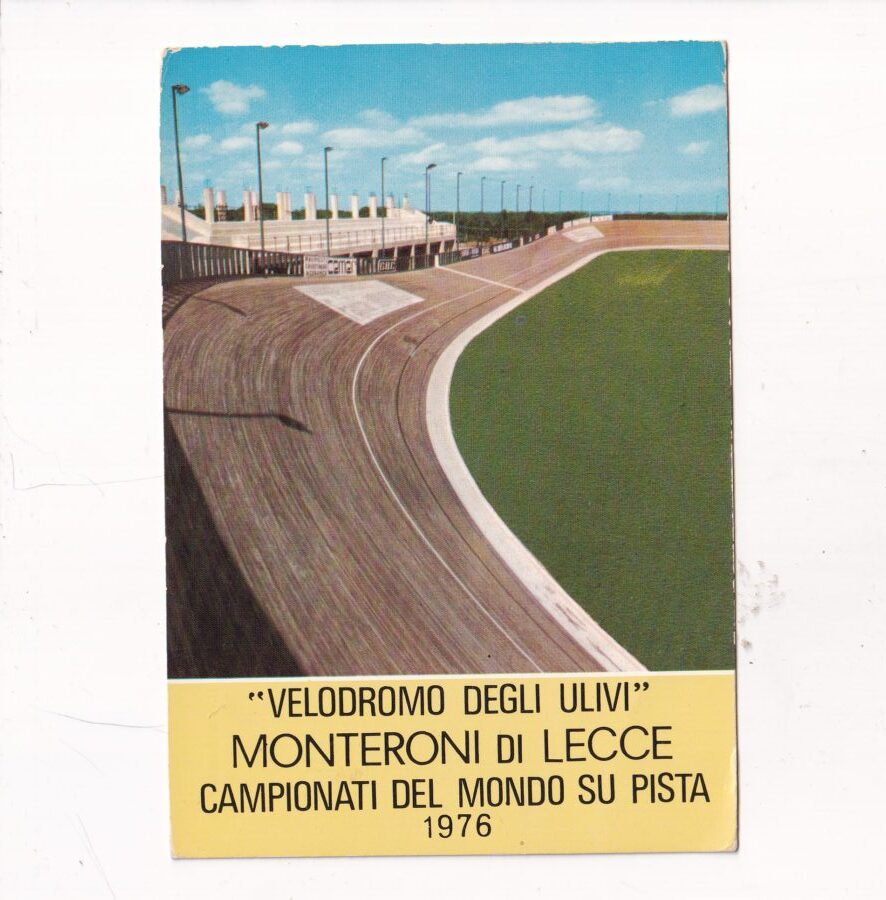 "VELODROMO DEGLI ULIVI"
MONTERONI DI LECCE
CAMPIONATI DEL MONDO SU PISTA
1976